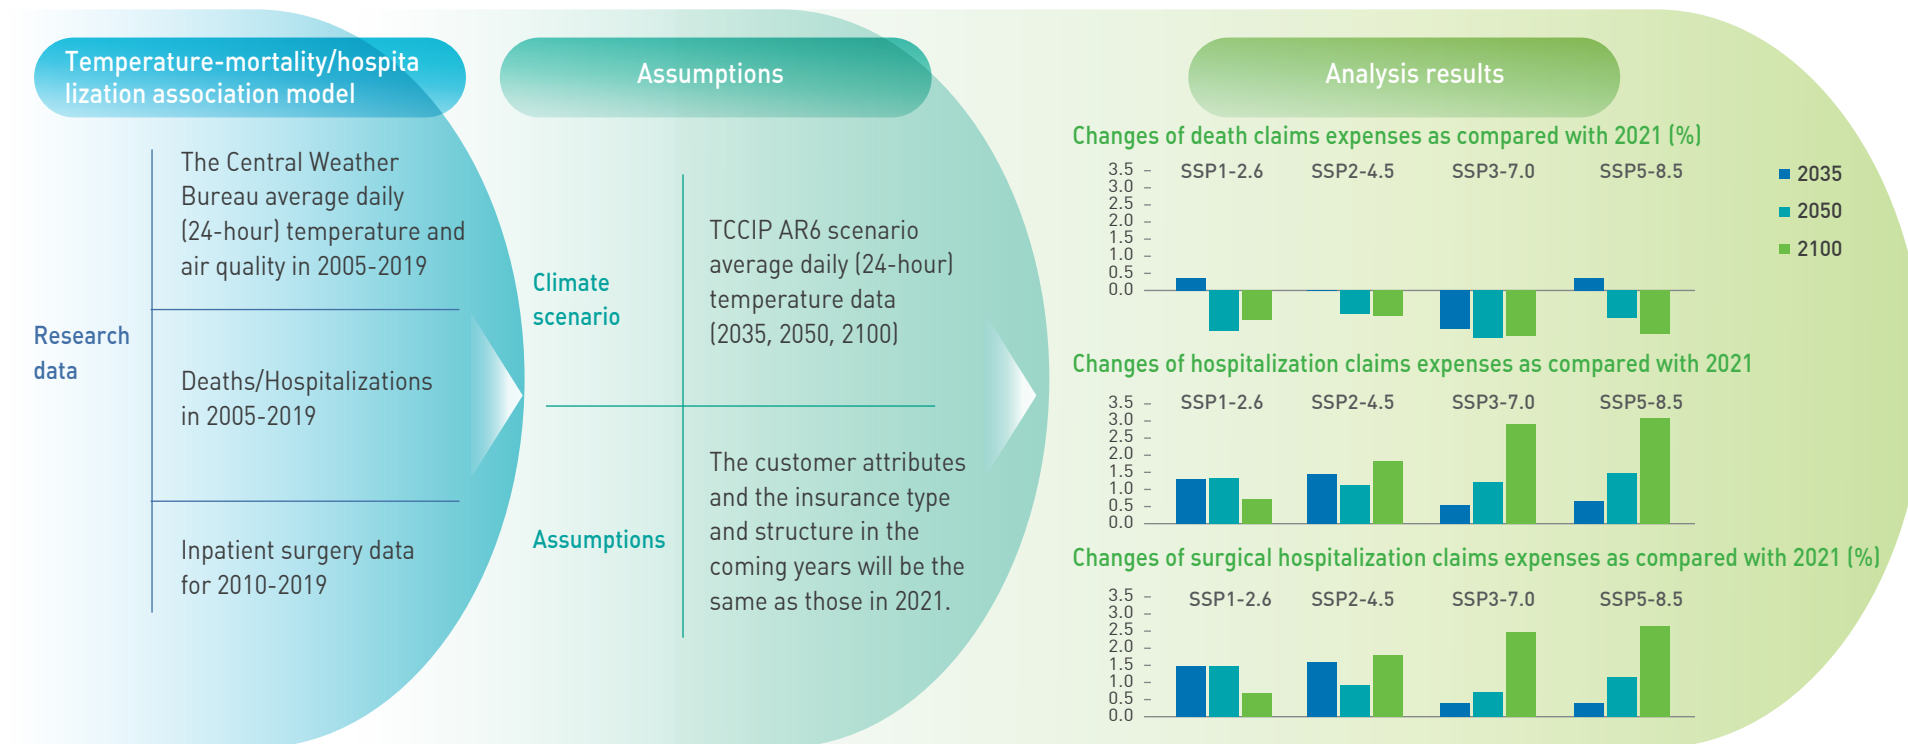 Temperature-mortality/hospita
lization association model
Research
data
The Central Weather
Bureau average daily
(24-hour) temperature and
air quality in 2005-2019
Deaths/Hospitalizations
in 2005-2019
Inpatient surgery data
for 2010-2019
Assumptions
Climate
scenario
TCCIP AR6 scenario
average daily (24-hour)
temperature data
(2035, 2050, 2100)
Assumptions
The customer attributes
and the insurance type
and structure in the
coming years will be the
same as those in 2021.
Analysis results
Changes of death claims expenses as compared with 2021 (%)
SSP1-2.6 SSP2-4.5 SSP3-7.0 SSP5-8.5
3.5
3.0
2.5
2.0
1.5
1.0
0.5
0.0
2035
2050
2100
Changes of hospitalization claims expenses as compared with 2021
SSP1-2.6 SSP2-4.5 SSP3-7.0 SSP5-8.5
3.5
3.0
2.5
2.0
1.5
1.0
0.5
0.0
Changes of surgical hospitalization claims expenses as compared with 2021 (%)
SSP1-2.6 SSP2-4.5 SSP3-7.0 SSP5-8.5
3.5
3.0
2.5
2.0
1.5
1.0
0.5
0.0